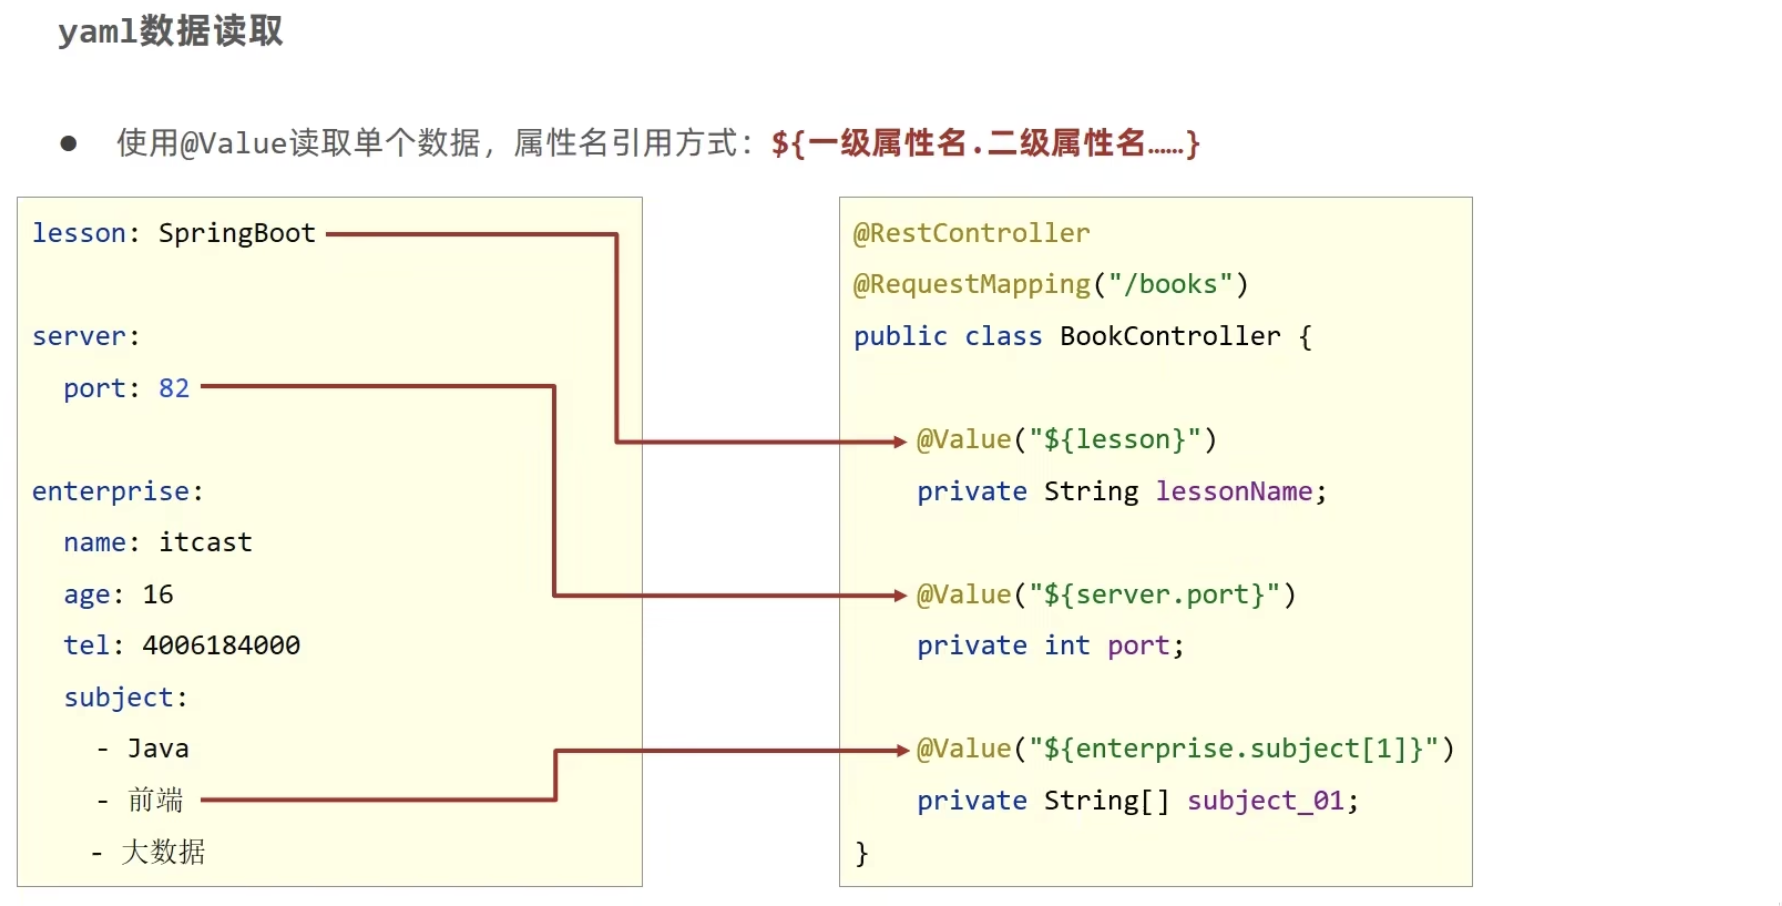 yaml数据读取
● 使用@Value读取单个数据，属性名引用方式：${一级属性名.二级属性名……}
lesson: SpringBoot
server:
  port: 82
enterprise:
  name: itcast
  age: 16
  tel: 4006184000
  subject:
    - Java
    - 前端
    - 大数据
@RestController
@RequestMapping("/books")
public class BookController {
    @Value("${lesson}")
    private String lessonName;
    @Value("${server.port}")
    private int port;
    @Value("${enterprise.subject[1]}")
    private String[] subject_01;
}